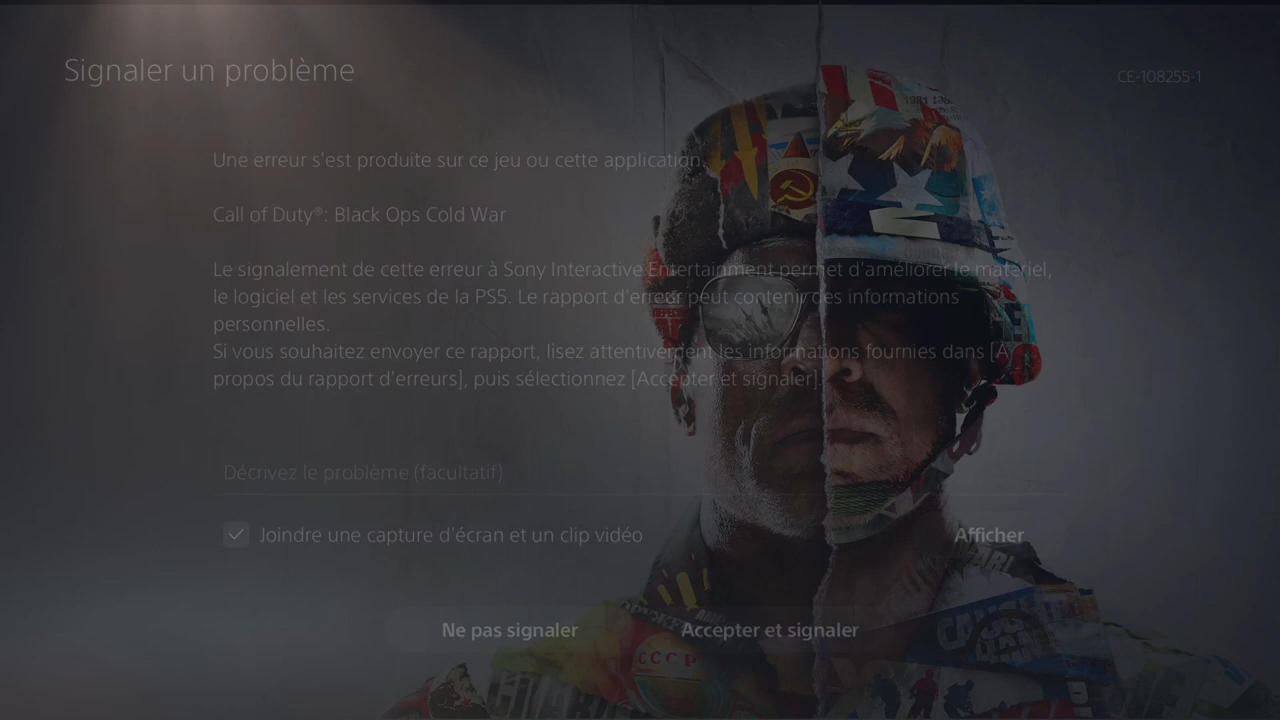 Signaler un problème
CE-108255-1
Une erreur s'est produite sur ce jeu ou cette application.
Call of Duty®: Black Ops Cold War
Le signalement de cette erreur à Sony Interactive Entertainment permet d'améliorer le matériel,
le logiciel et les services de la PS5. Le rapport d'erreur peut contenir des informations
personnelles.
Si vous souhaitez envoyer ce rapport, lisez attentivement les informations fournies dans [À
propos du rapport d'erreurs], puis sélectionnez [Accepter et signaler].
Décrivez le problème (facultatif)
Joindre une capture d'écran et un clip vidéo
Afficher
Ne pas signaler
Accepter et signaler
CCCP